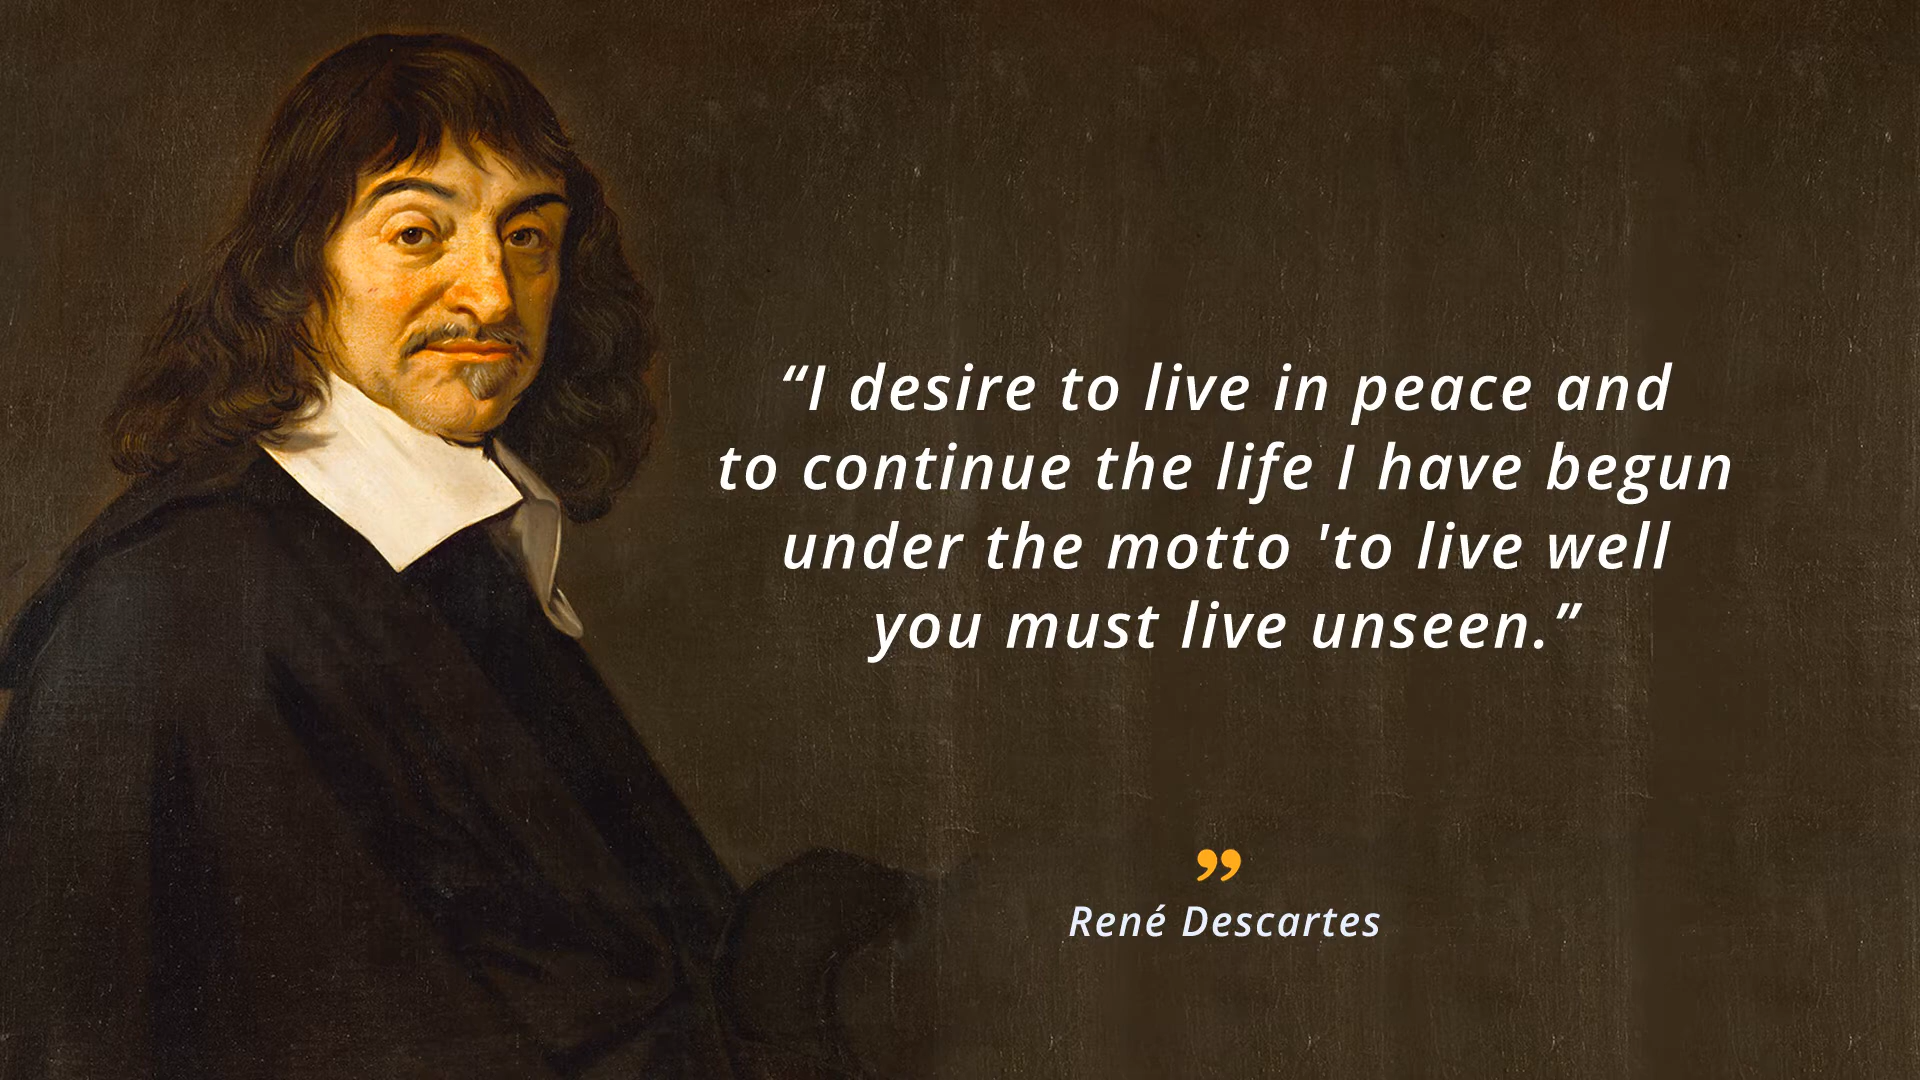 “I desire to live in peace and
to continue the life I have begun
under the motto 'to live well
you must live unseen.”
”
René Descartes